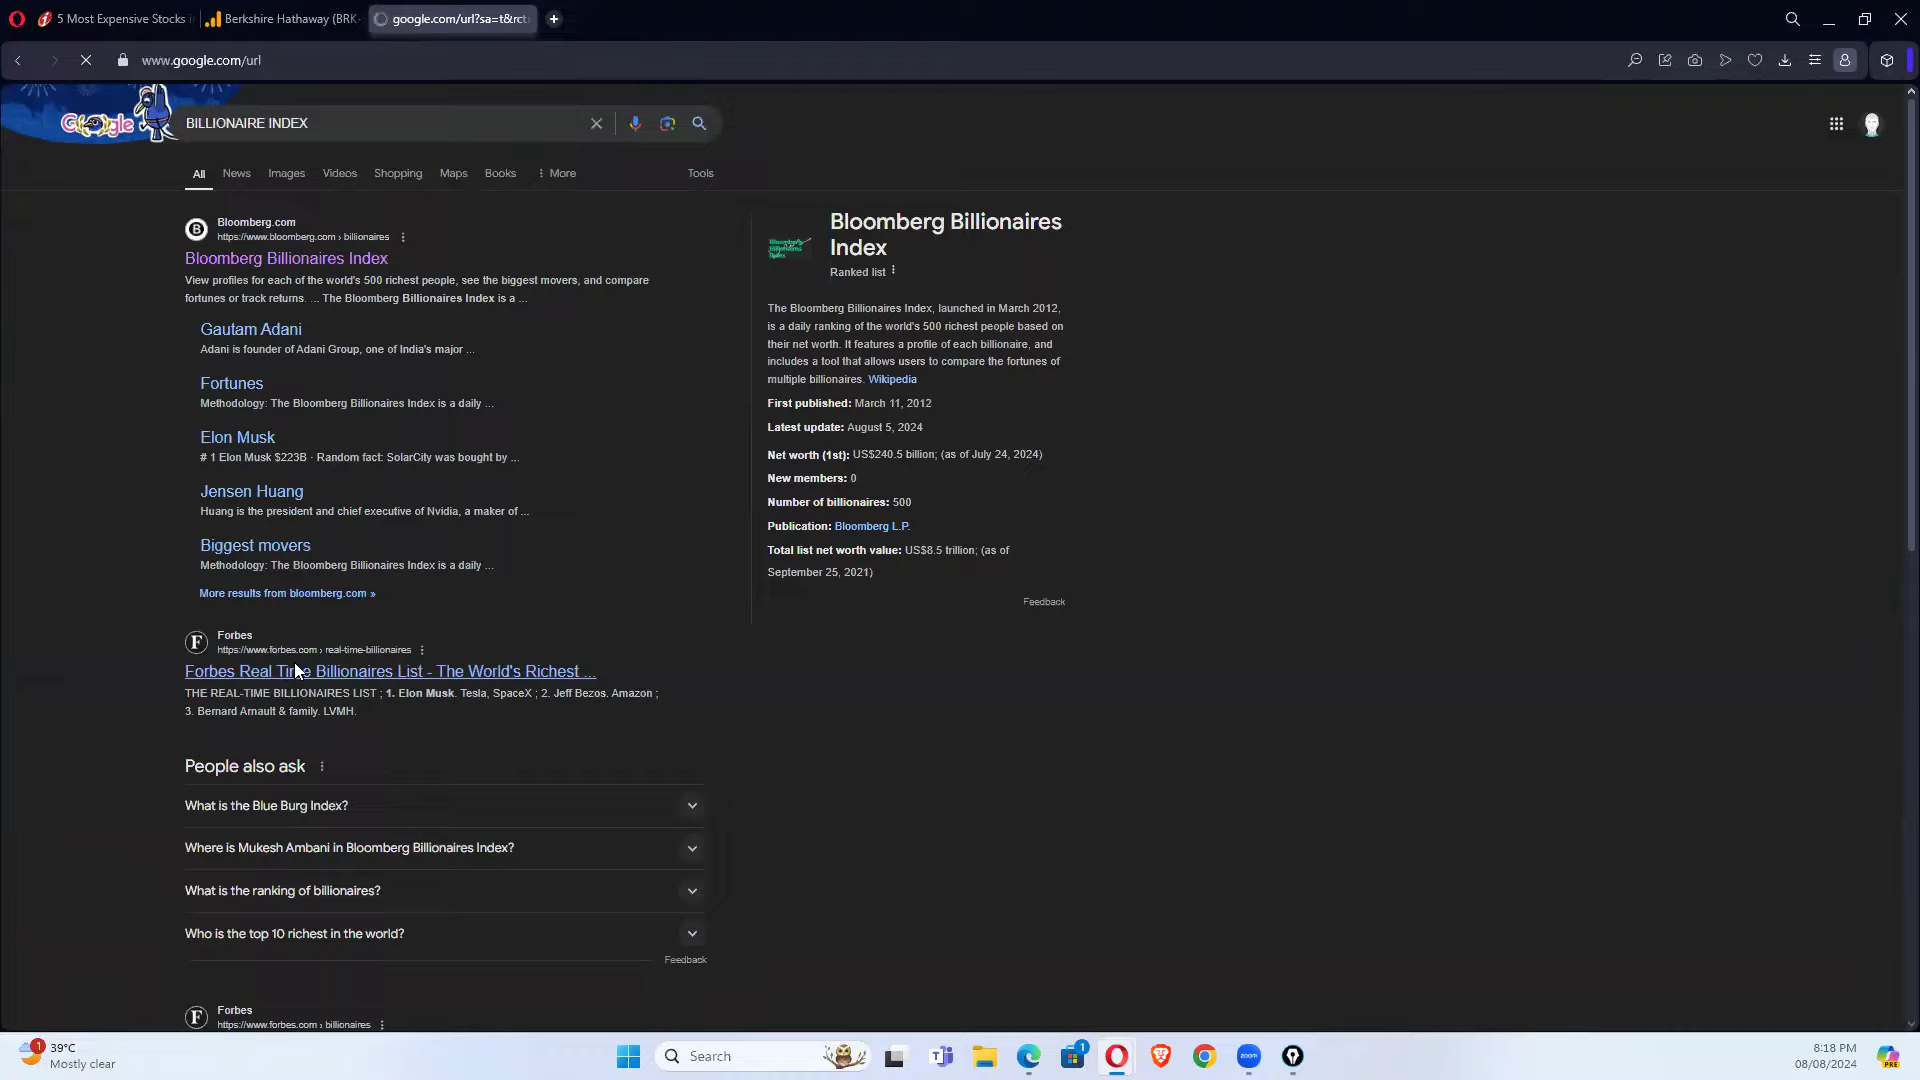 5 Most Expensive Stocks i
Berkshire Hathaway (BRK-
google.com/url?sa=t&rct
www.google.com/url
Google
BILLIONAIRE INDEX
All
News
Images
Videos
Shopping
Maps
Books
More
Tools
B
Bloomberg.com
https://www.bloomberg.com › billionaires
Bloomberg Billionaires Index
View profiles for each of the world's 500 richest people, see the biggest movers, and compare
fortunes or track returns. ... The Bloomberg Billionaires Index is a ...
Gautam Adani
Adani is founder of Adani Group, one of India's major ...
Fortunes
Methodology: The Bloomberg Billionaires Index is a daily ...
Elon Musk
# 1 Elon Musk $223B · Random fact: SolarCity was bought by ...
Jensen Huang
Huang is the president and chief executive of Nvidia, a maker of ...
Biggest movers
Methodology: The Bloomberg Billionaires Index is a daily ...
More results from bloomberg.com »
F
Forbes
https://www.forbes.com › real-time-billionaires
Forbes Real Time Billionaires List - The World's Richest ...
THE REAL-TIME BILLIONAIRES LIST ; 1. Elon Musk. Tesla, SpaceX ; 2. Jeff Bezos. Amazon ;
3. Bernard Arnault & family. LVMH.
People also ask
What is the Blue Burg Index?
Where is Mukesh Ambani in Bloomberg Billionaires Index?
What is the ranking of billionaires?
Who is the top 10 richest in the world?
Feedback
F
Forbes
https://www.forbes.com › billionaires
Bloomberg
Billionaires
Index
Bloomberg Billionaires
Index
Ranked list
The Bloomberg Billionaires Index, launched in March 2012,
is a daily ranking of the world's 500 richest people based on
their net worth. It features a profile of each billionaire, and
includes a tool that allows users to compare the fortunes of
multiple billionaires. Wikipedia
First published: March 11, 2012
Latest update: August 5, 2024
Net worth (1st): US$240.5 billion; (as of July 24, 2024)
New members: 0
Number of billionaires: 500
Publication: Bloomberg L.P.
Total list net worth value: US$8.5 trillion; (as of
September 25, 2021)
Feedback
1
39°C
Mostly clear
Search
1
zoom
8:18 PM
08/08/2024
PRE